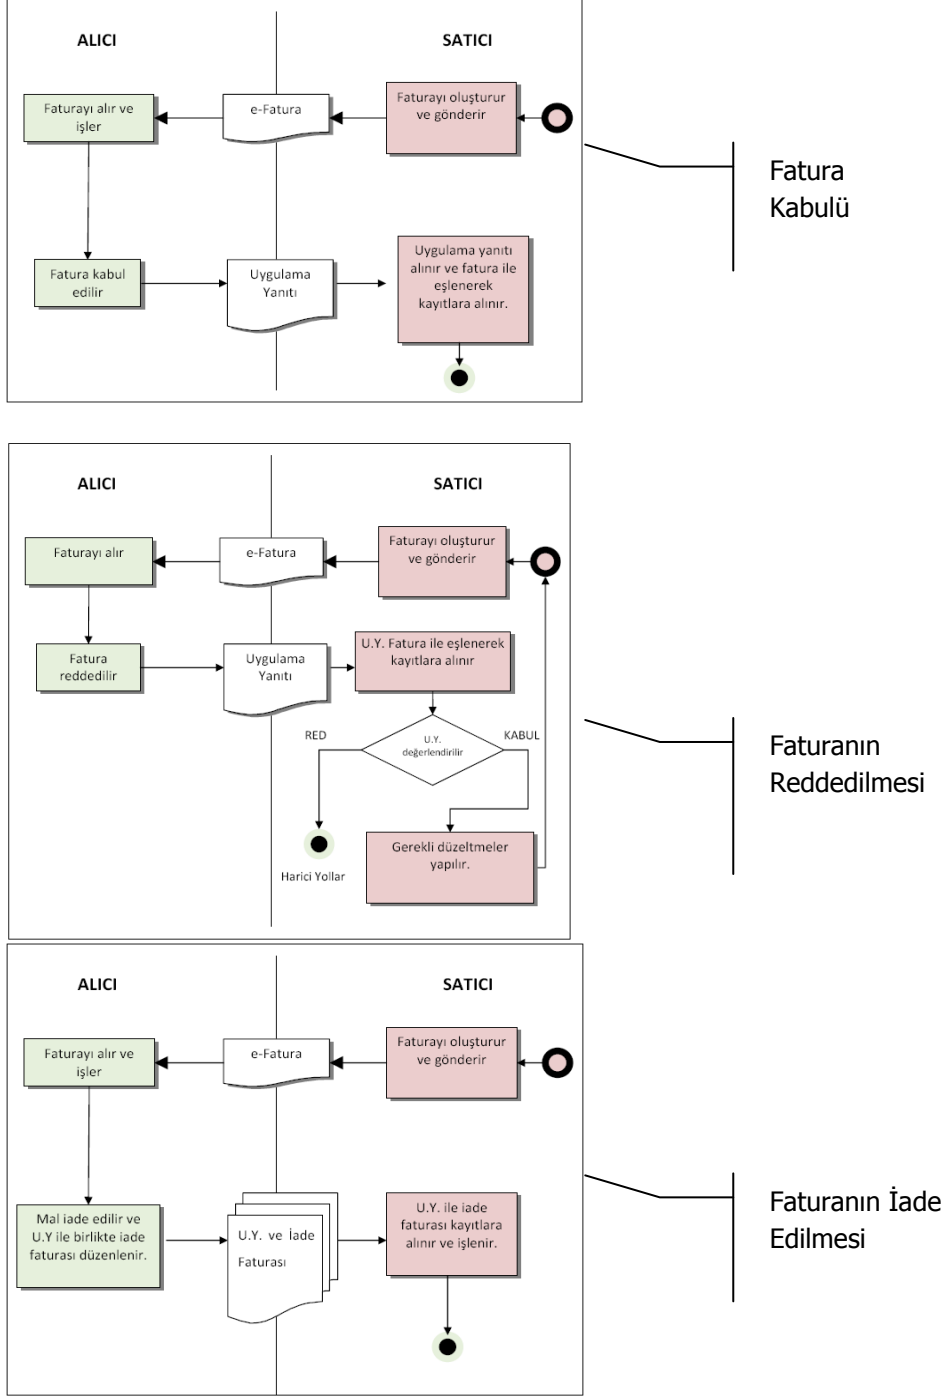 ALICI
SATICI
Faturayı alır ve
işler
e-Fatura
Faturayı oluşturur
ve gönderir
Fatura
Kabulü
Fatura kabul
edilir
Uygulama
Yanıtı
Uygulama yanıtı
alınır ve fatura ile
eşlenerek
kayıtlara alınır.
ALICI
SATICI
Faturayı alır
e-Fatura
Faturayı oluşturur
ve gönderir
Fatura
reddedilir
Uygulama
Yanıtı
U.Y. Fatura ile eşlenerek
kayıtlara alınır
RED
U.Y.
değerlendirilir
KABUL
Harici Yollar
Gerekli düzeltmeler
yapılır.
Faturanın
Reddedilmesi
ALICI
SATICI
Faturayı alır ve
işler
e-Fatura
Faturayı oluşturur
ve gönderir
Mal iade edilir ve
U.Y ile birlikte iade
faturası düzenlenir.
U.Y. ve İade
Faturası
U.Y. ile iade
faturası kayıtlara
alınır ve işlenir.
Faturanın İade
Edilmesi